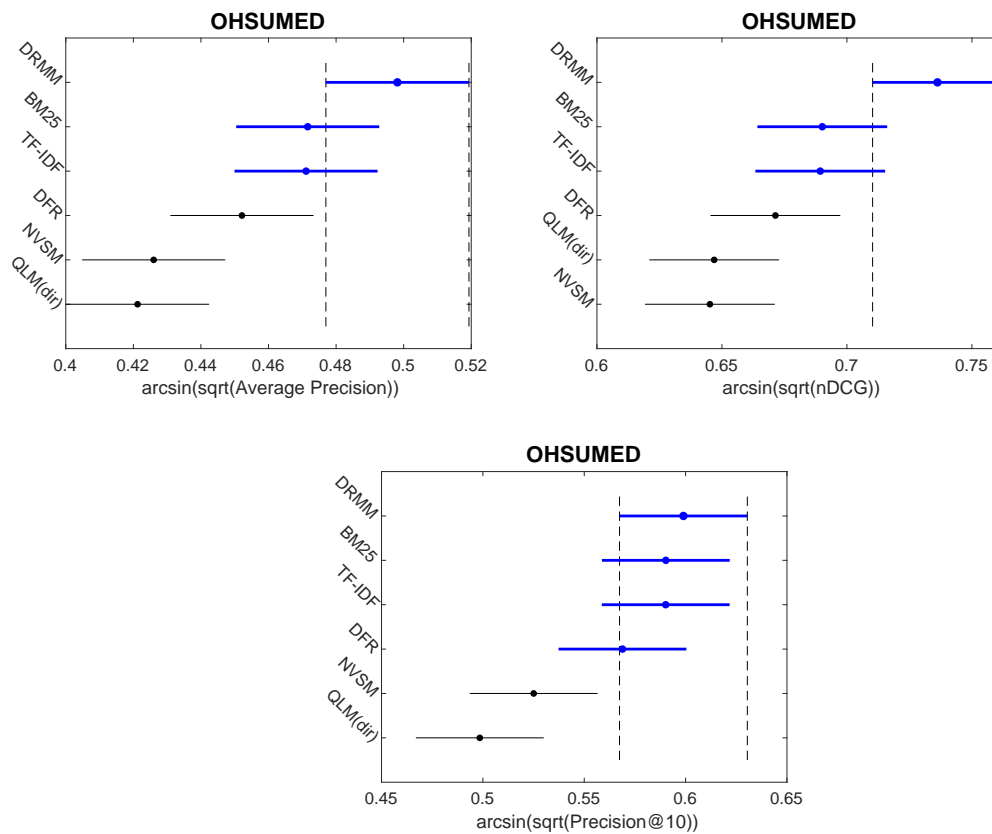 OHSUMED
DRMM
BM25
TF-IDF
DFR
NVSM
QLM(dir)
0.4 0.42 0.44 0.46 0.48 0.5 0.52
arcsin(sqrt(Average Precision))
OHSUMED
DRMM
BM25
TF-IDF
DFR
QLM(dir)
NVSM
0.6 0.65 0.7 0.75
arcsin(sqrt(nDCG))
OHSUMED
DRMM
BM25
TF-IDF
DFR
NVSM
QLM(dir)
0.45 0.5 0.55 0.6 0.65
arcsin(sqrt(Precision@10))